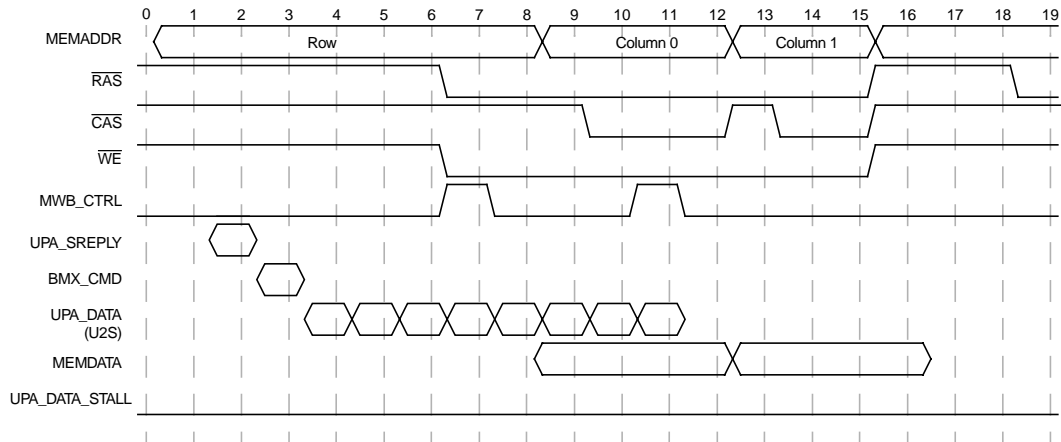 0 1 2 3 4 5 6 7 8 9 10 11 12 13 14 15 16 17 18 19
MEMADDR Row Column 0 Column 1
RAS
CAS
WE
MWB_CTRL
UPA_SREPLY
BMX_CMD
UPA_DATA
(U2S)
MEMDATA
UPA_DATA_STALL